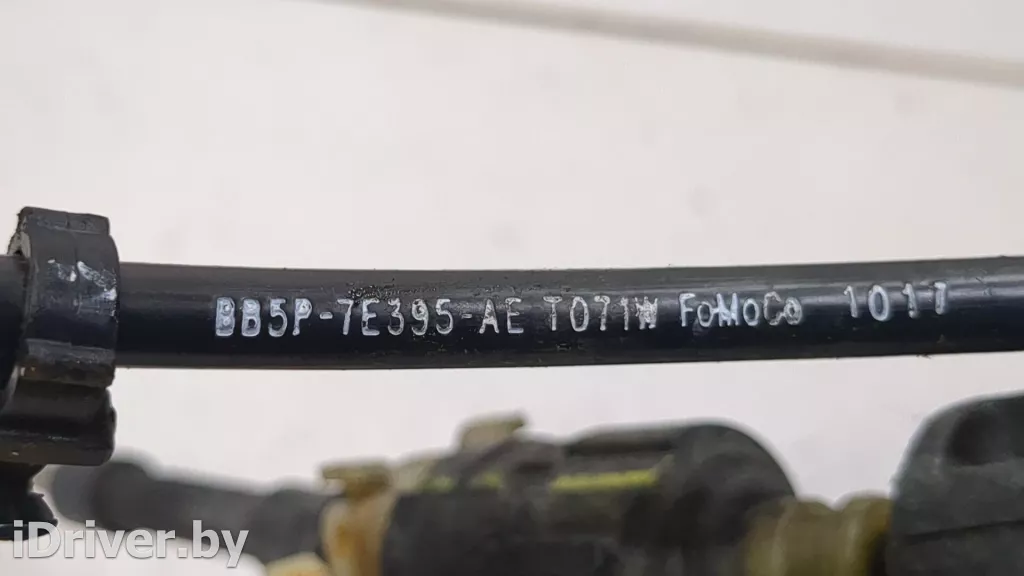 BB5P-7E395-AE T071W FoMoCo 1017
iDriver.by